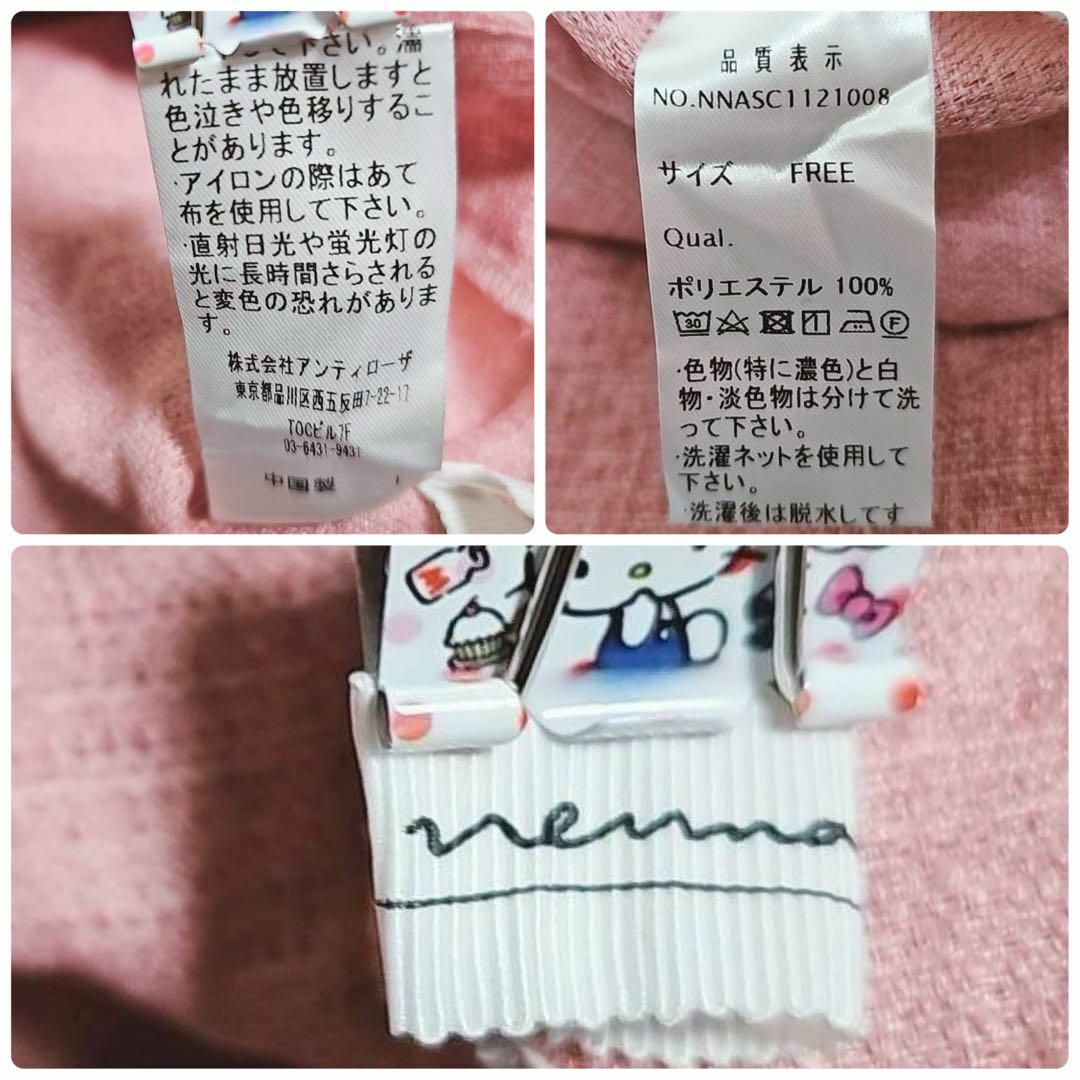 下さい。濡
れたまま放置しますと
色泣きや色移りするこ
とがあります。
・アイロンの際はあて
布を使用して下さい。
・直射日光や蛍光灯の
光に長時間さらされる
と変色の恐れがありま
す。
株式会社アンティローザ
東京都品川区西五反田7-22-17
TOCビル7F
03-6431-9431
品質表示
NO.NNASC1121008
サイズ FREE
Qual.
ポリエステル 100%
30
F
・色物(特に濃色)と白
物・淡色物は分けて洗
って下さい。
・洗濯ネットを使用して
下さい。
・洗濯後は脱水してす